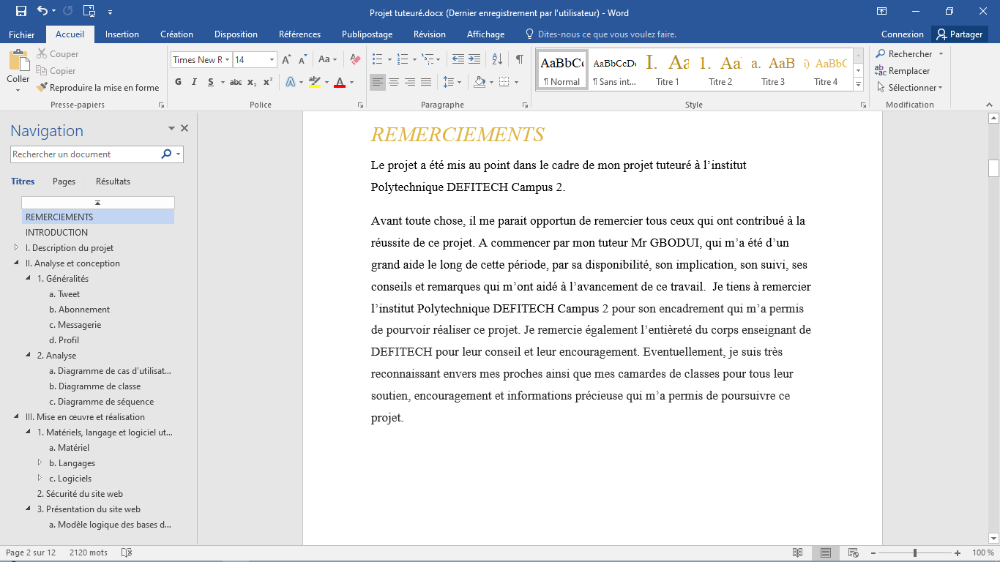 Projet tuteuré.docx (Dernier enregistrement par l'utilisateur) - Word
Fichier Accueil Insertion Création Disposition Références Publipostage Révision Affichage Dites-nous ce que vous voulez faire. Connexion Partager
Coller
Couper
Copier
Reproduire la mise en forme
Presse-papiers
Times New R 14 A A Aa
G I S abc x₂ x² A ab A
Police
Paragraphe
AaBbCc AaBbCcDc I. Aa 1. Aa a. AaB i) AaBbC
¶ Normal ¶ Sans int... Titre 1 Titre 2 Titre 3 Titre 4
Style
Rechercher
Remplacer
Sélectionner
Modification
Navigation
Rechercher un document
Titres Pages Résultats
REMERCIEMENTS
INTRODUCTION
I. Description du projet
II. Analyse et conception
1. Généralités
a. Tweet
b. Abonnement
c. Messagerie
d. Profil
2. Analyse
a. Diagramme de cas d’utilisat...
b. Diagramme de classe
c. Diagramme de séquence
III. Mise en œuvre et réalisation
1. Matériels, langage et logiciel ut...
a. Matériel
b. Langages
c. Logiciels
2. Sécurité du site web
3. Présentation du site web
a. Modèle logique des bases d...
REMERCIEMENTS
Le projet a été mis au point dans le cadre de mon projet tuteuré à l’institut
Polytechnique DEFITECH Campus 2.
Avant toute chose, il me parait opportun de remercier tous ceux qui ont contribué à la
réussite de ce projet. A commencer par mon tuteur Mr GBODUI, qui m’a été d’un
grand aide le long de cette période, par sa disponibilité, son implication, son suivi, ses
conseils et remarques qui m’ont aidé à l’avancement de ce travail.  Je tiens à remercier
l’institut Polytechnique DEFITECH Campus 2 pour son encadrement qui m’a permis
de pourvoir réaliser ce projet. Je remercie également l’entièreté du corps enseignant de
DEFITECH pour leur conseil et leur encouragement. Eventuellement, je suis très
reconnaissant envers mes proches ainsi que mes camardes de classes pour tous leur
soutien, encouragement et informations précieuse qui m’a permis de poursuivre ce
projet.
Page 2 sur 12 2120 mots
100 %